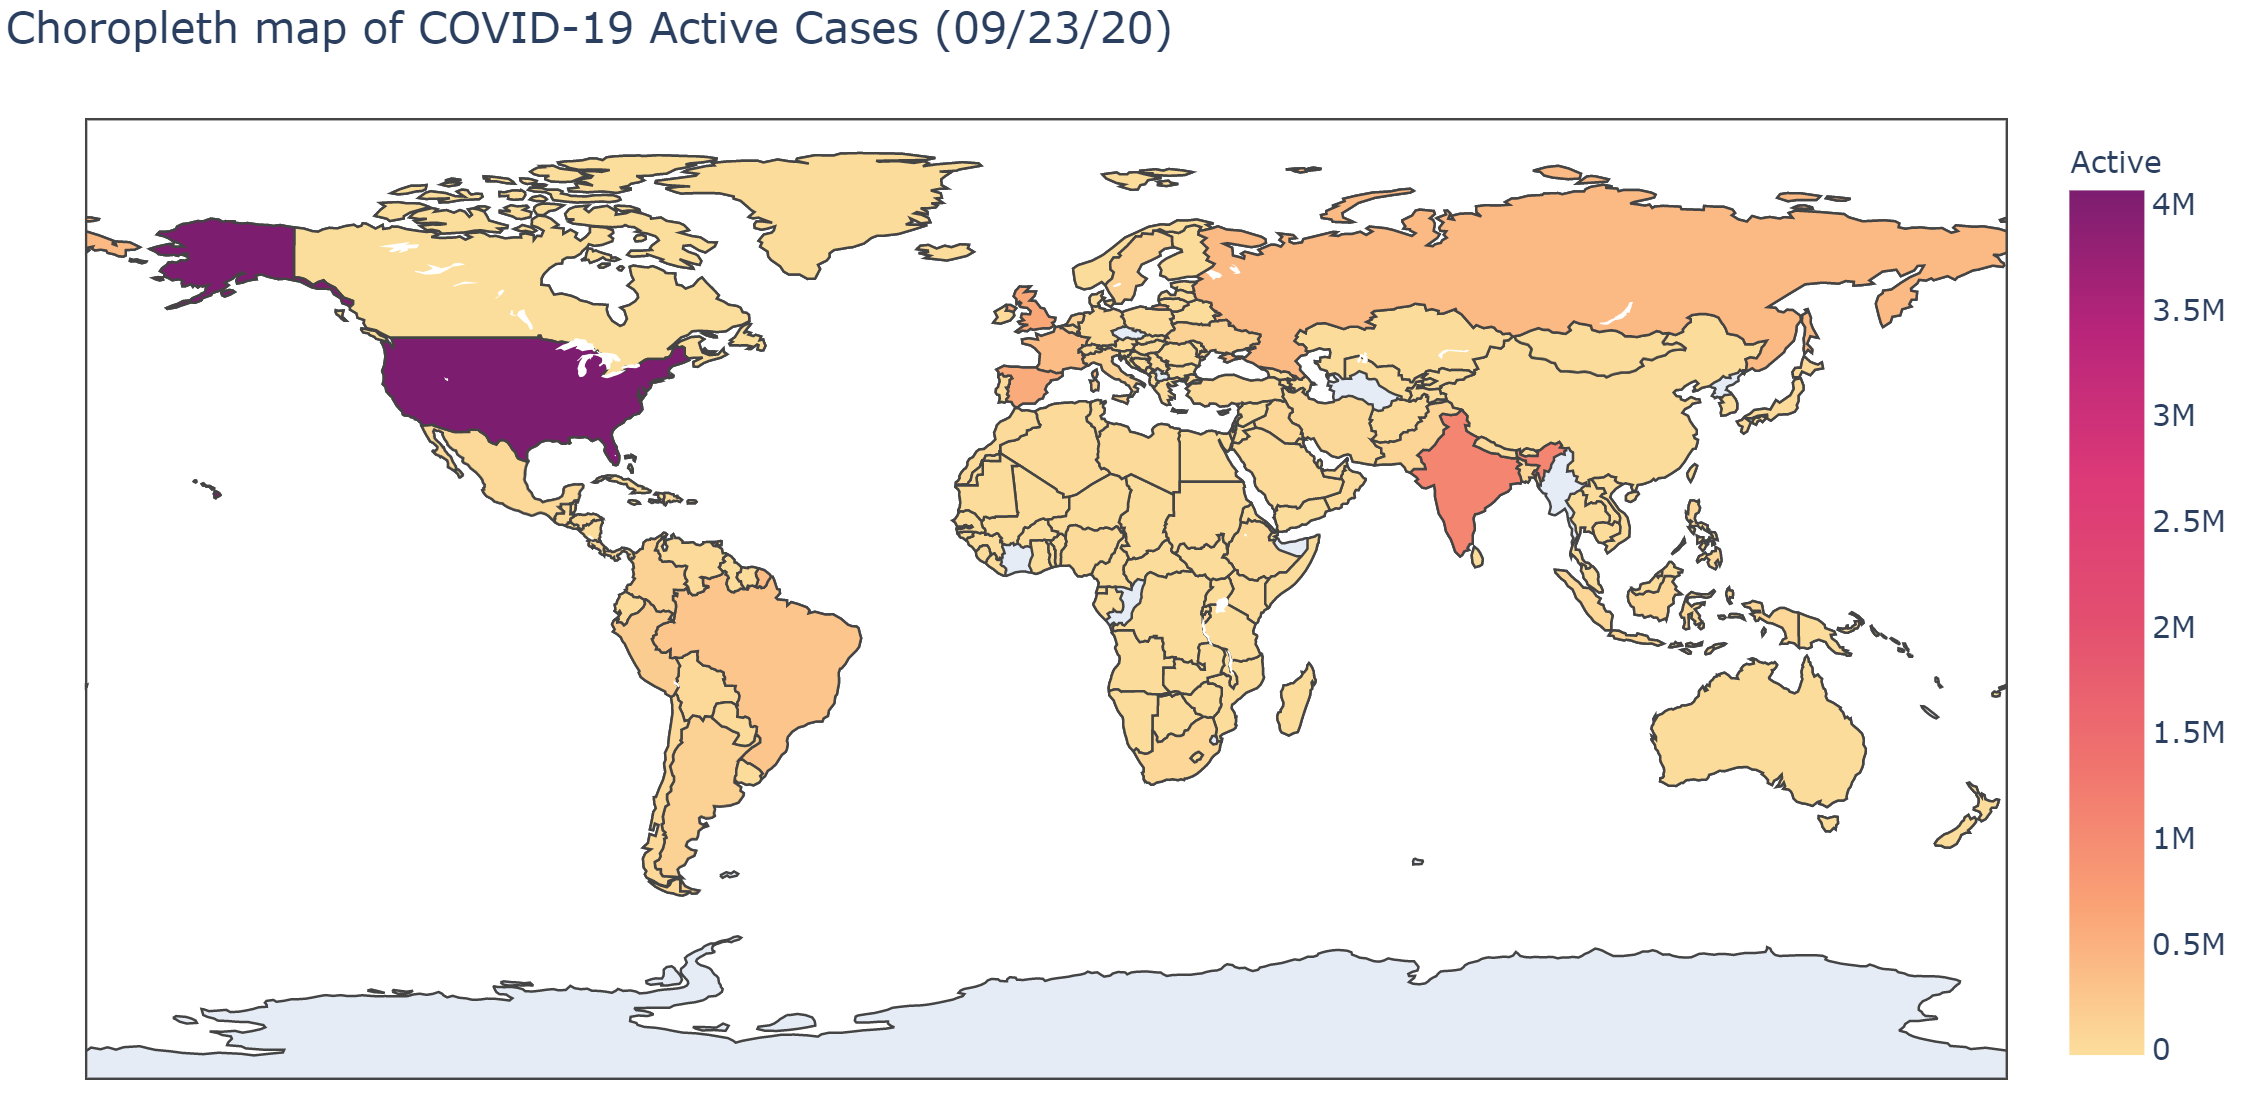 Choropleth map of COVID-19 Active Cases (09/23/20)
Active
4M
3.5M
3M
2.5M
2M
1.5M
1M
0.5M
0